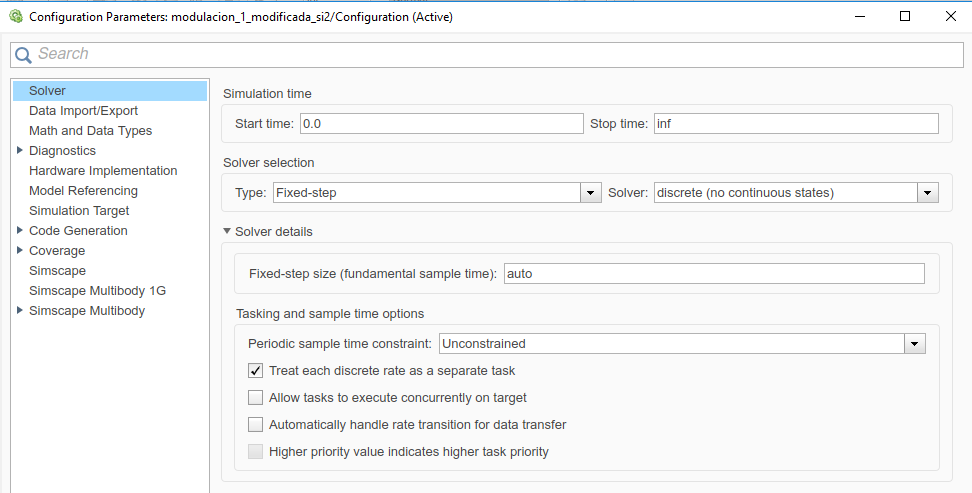 Configuration Parameters: modulacion_1_modificada_si2/Configuration (Active)
Search
Solver
Data Import/Export
Math and Data Types
Diagnostics
Hardware Implementation
Model Referencing
Simulation Target
Code Generation
Coverage
Simscape
Simscape Multibody 1G
Simscape Multibody
Simulation time
Start time: 0.0 Stop time: inf
Solver selection
Type: Fixed-step Solver: discrete (no continuous states)
Solver details
Fixed-step size (fundamental sample time): auto
Tasking and sample time options
Periodic sample time constraint: Unconstrained
Treat each discrete rate as a separate task
Allow tasks to execute concurrently on target
Automatically handle rate transition for data transfer
Higher priority value indicates higher task priority